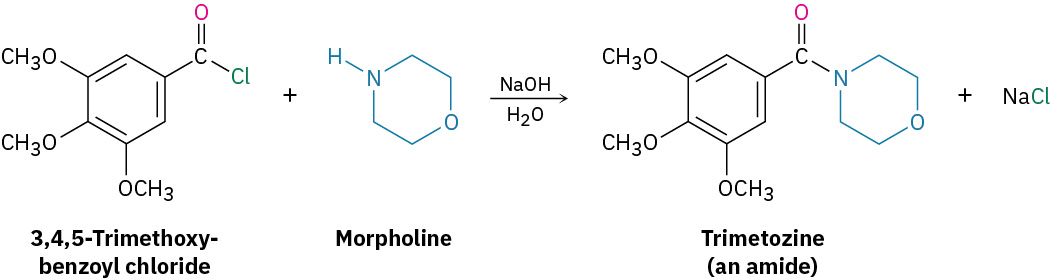 O
C
Cl
CH₃O
CH₃O
OCH₃
+
H
N
O
NaOH
H₂O
O
C
N
O
CH₃O
CH₃O
OCH₃
+
NaCl
3,4,5-Trimethoxy-
benzoyl chloride
Morpholine
Trimetozine
(an amide)